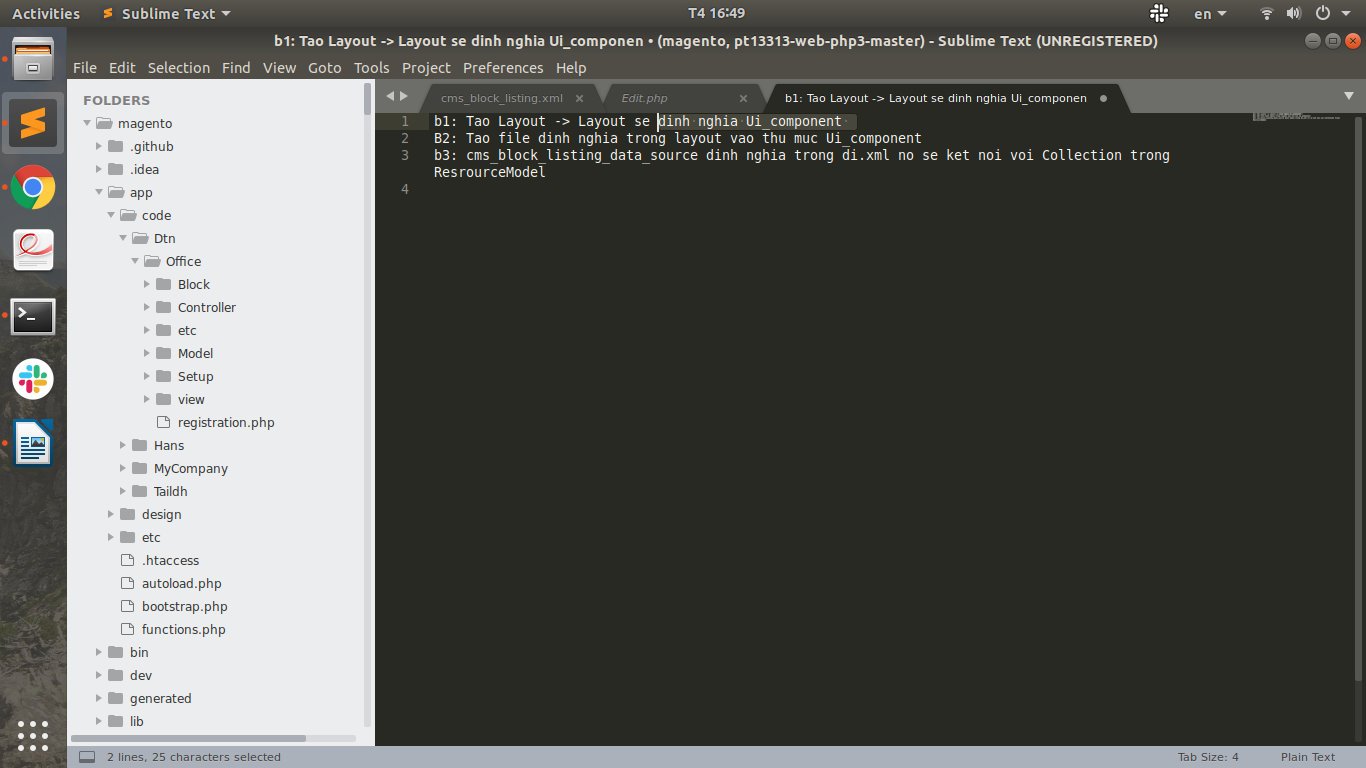 Activities
Sublime Text
T4 16:49
en
b1: Tao Layout -> Layout se dinh nghia Ui_componen • (magento, pt13313-web-php3-master) - Sublime Text (UNREGISTERED)
File Edit Selection Find View Goto Tools Project Preferences Help
FOLDERS
magento
.github
.idea
app
code
Dtn
Office
Block
Controller
etc
Model
Setup
view
registration.php
Hans
MyCompany
Taildh
design
etc
.htaccess
autoload.php
bootstrap.php
functions.php
bin
dev
generated
lib
cms_block_listing.xml
Edit.php
b1: Tao Layout -> Layout se dinh nghia Ui_componen
1 b1: Tao Layout -> Layout se dinh nghia Ui_component
2 B2: Tao file dinh nghia trong layout vao thu muc Ui_component
3 b3: cms_block_listing_data_source dinh nghia trong di.xml no se ket noi voi Collection trong
ResrourceModel
4
2 lines, 25 characters selected
Tab Size: 4
Plain Text